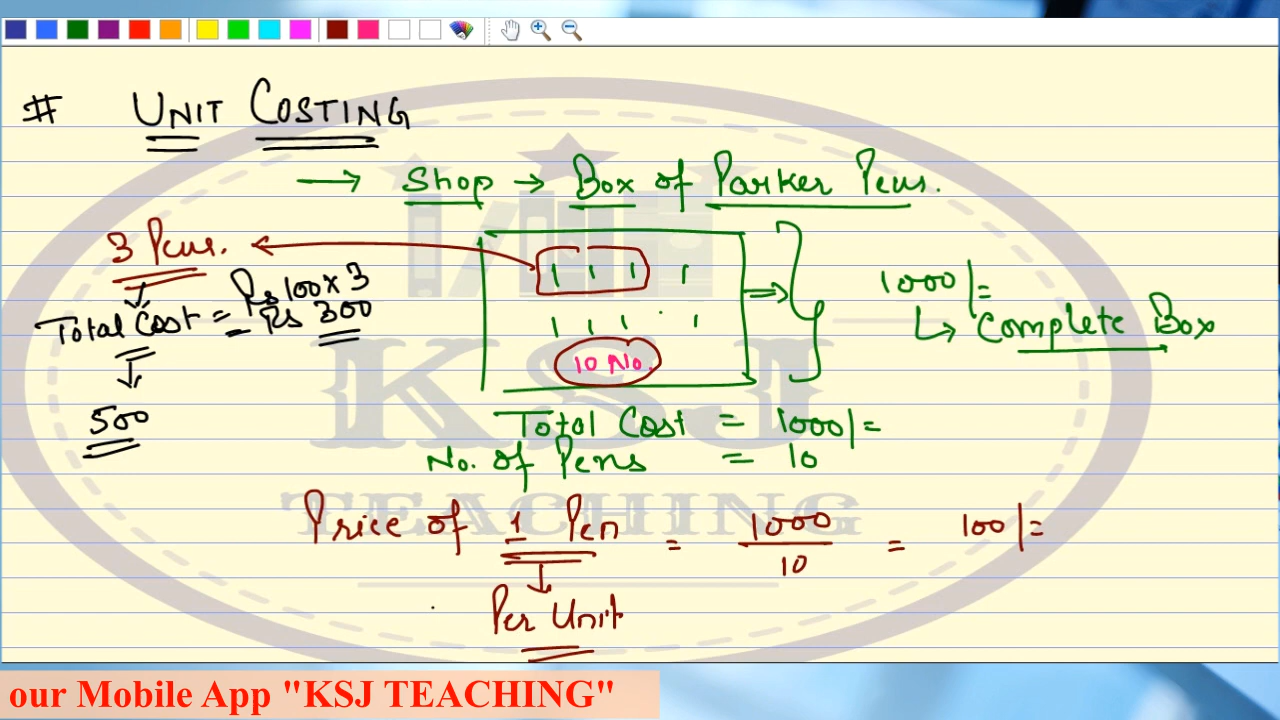 # UNIT COSTING
→ Shop → Box of Parker Pens.
3 Pens.
1000/=
↳ Complete Box
Total Cost = Rs 100 x 3
Rs 300
500
10 No.
Total Cost = 1000/=
No. of Pens = 10
Price of 1 Pen = 1000/10 = 100/=
Per Unit
KSJ
TEACHING
our Mobile App "KSJ TEACHING"